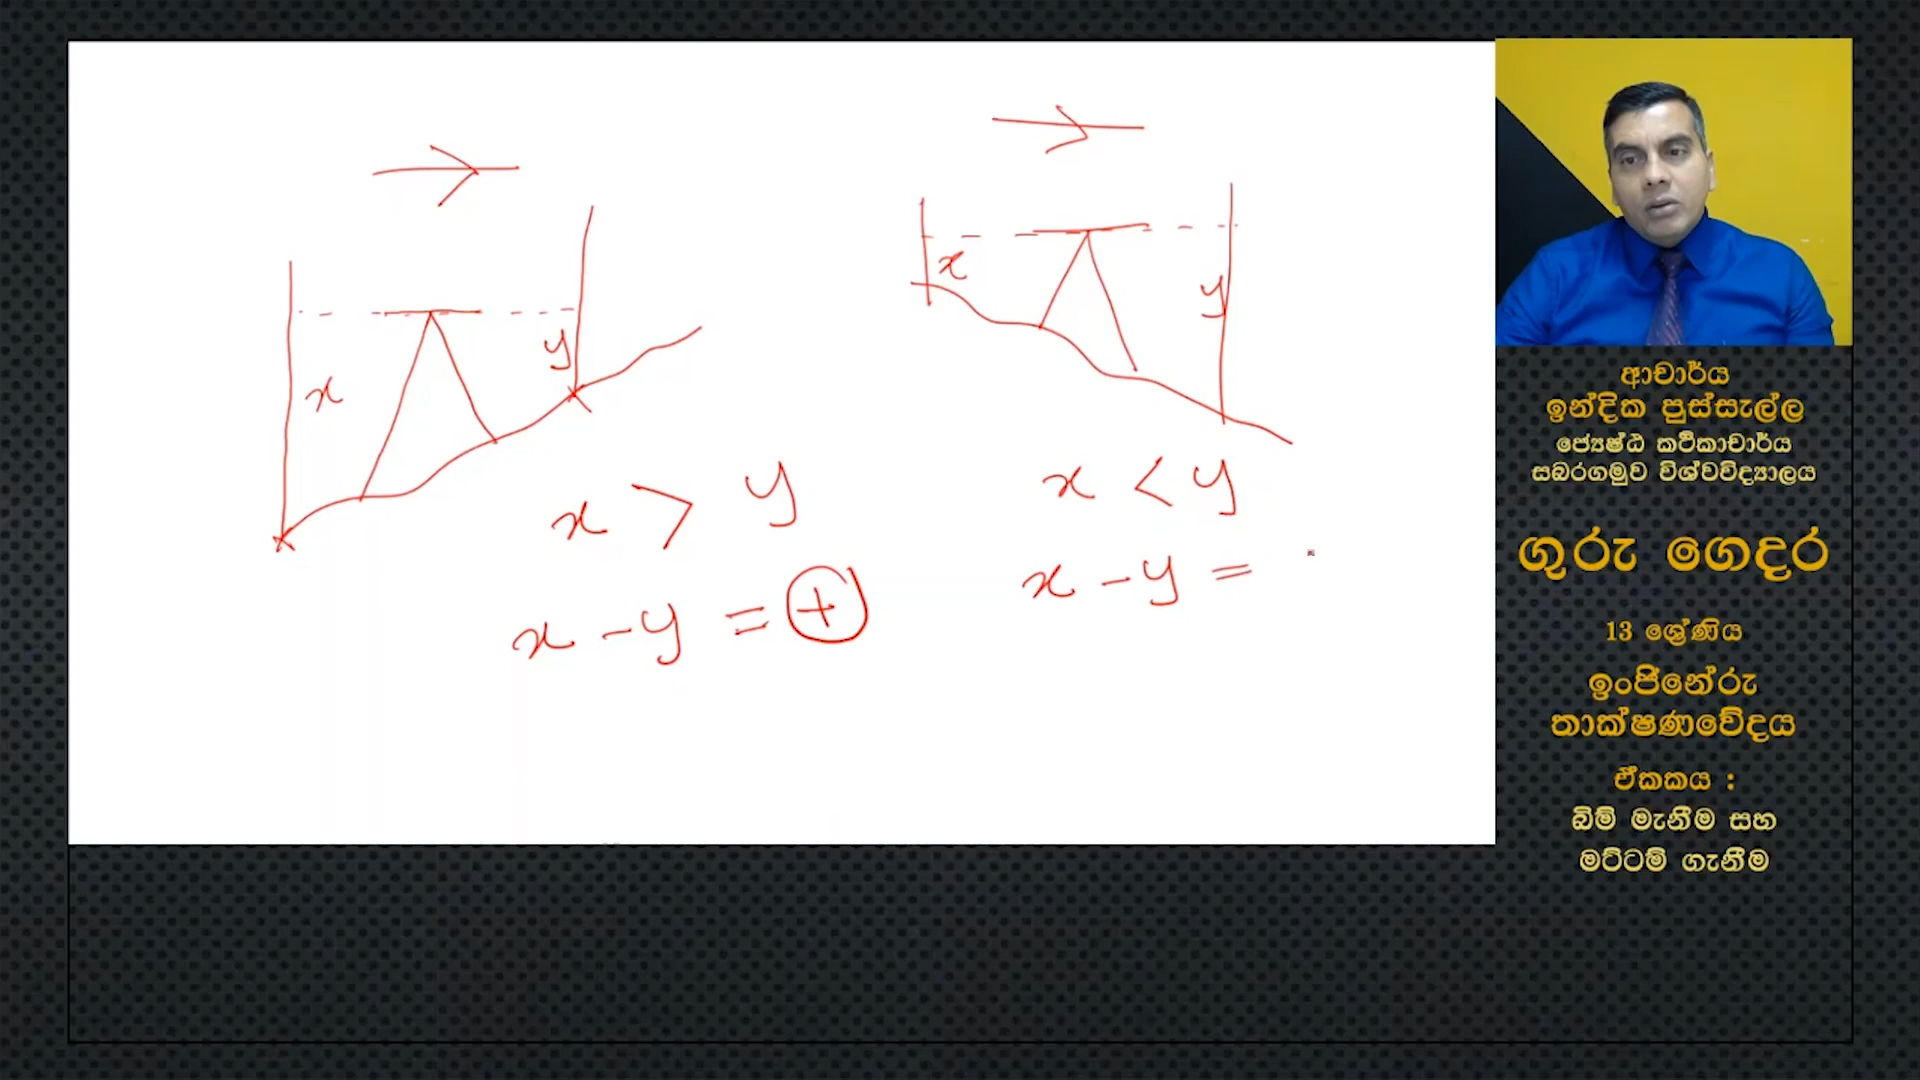 x
y
x > y
x - y = +
x
y
x < y
x - y =
ආචාර්ය
ඉන්දික පුස්සැල්ල
ජ්‍යෙෂ්ඨ කථිකාචාර්ය
සබරගමුව විශ්වවිද්‍යාලය
ගුරු ගෙදර
13 ශ්‍රේණිය
ඉංජිනේරු
තාක්ෂණවේදය
ඒකකය :
බිම් මැනීම සහ
මට්ටම් ගැනීම